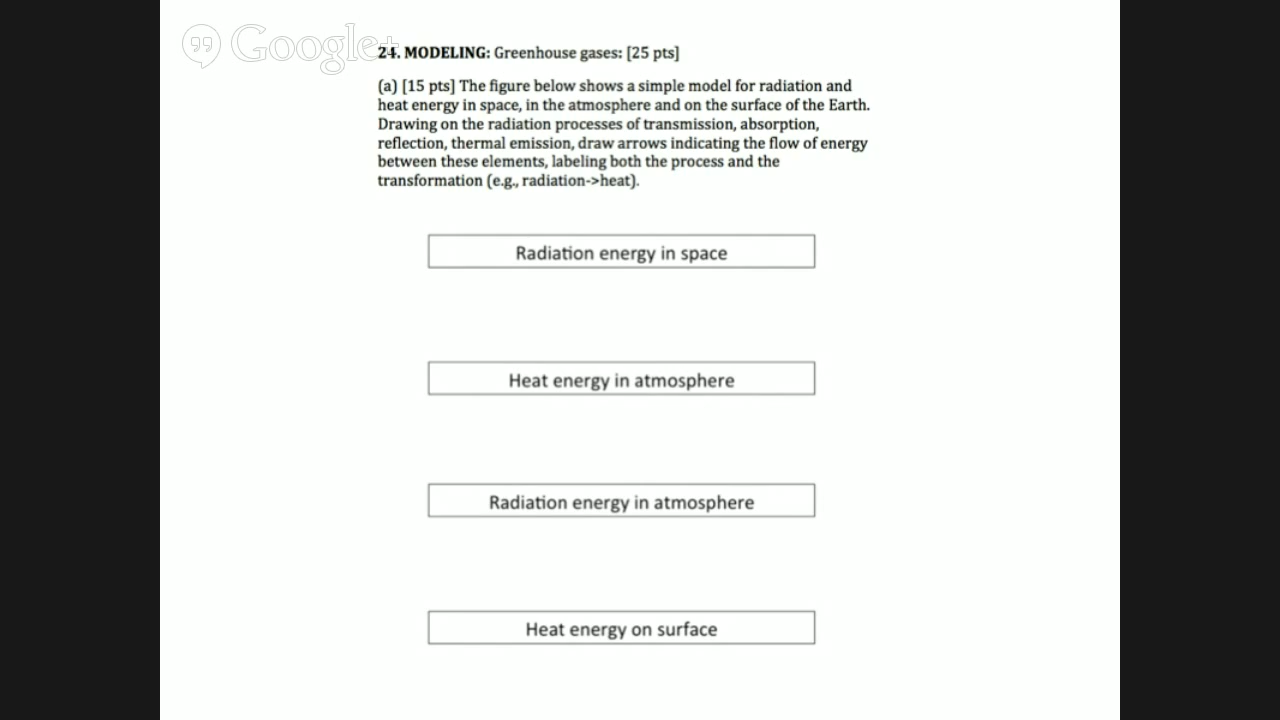 Google+
24. MODELING: Greenhouse gases: [25 pts]
(a) [15 pts] The figure below shows a simple model for radiation and
heat energy in space, in the atmosphere and on the surface of the Earth.
Drawing on the radiation processes of transmission, absorption,
reflection, thermal emission, draw arrows indicating the flow of energy
between these elements, labeling both the process and the
transformation (e.g., radiation->heat).
Radiation energy in space
Heat energy in atmosphere
Radiation energy in atmosphere
Heat energy on surface